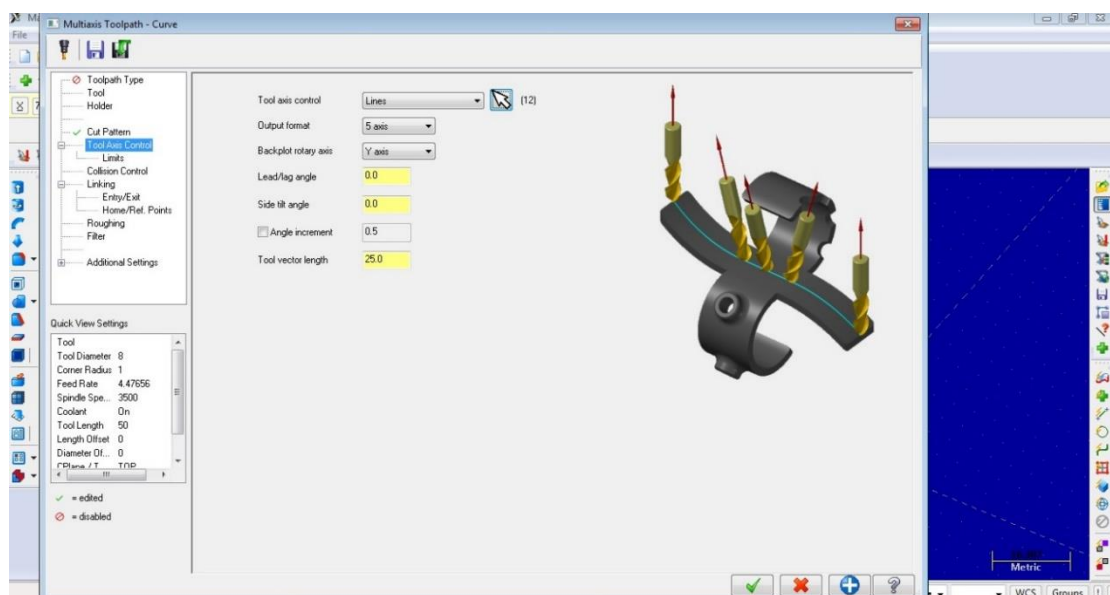 Multiaxis Toolpath - Curve
File
Toolpath Type
Tool
Holder
Cut Pattern
Tool Axis Control
Limits
Collision Control
Linking
Entry/Exit
Home/Ref. Points
Roughing
Filter
Additional Settings
Tool axis control Lines (12)
Output format 5 axis
Backplot rotary axis Y axis
Lead/lag angle 0.0
Side tilt angle 0.0
Angle increment 0.5
Tool vector length 25.0
Quick View Settings
Tool
Tool Diameter 8
Corner Radius 1
Feed Rate 4.47656
Spindle Spe... 3500
Coolant On
Tool Length 50
Length Offset 0
Diameter Of... 0
CPlane / T... TOP
= edited
= disabled
Metric
WCS Groups